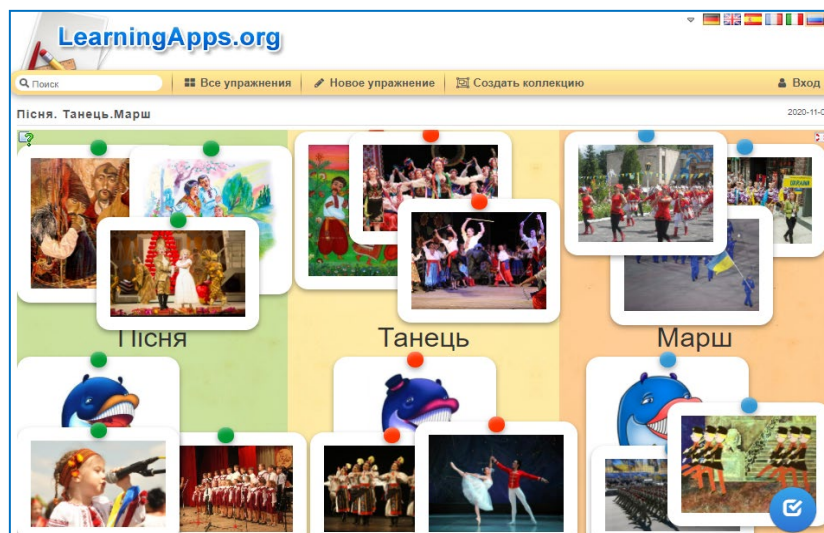 LearningApps.org
Поиск
Все упражнения
Новое упражнение
Создать коллекцию
Вход
Пісня. Танець.Марш
2020-11-0
Пісня
Танець
Марш